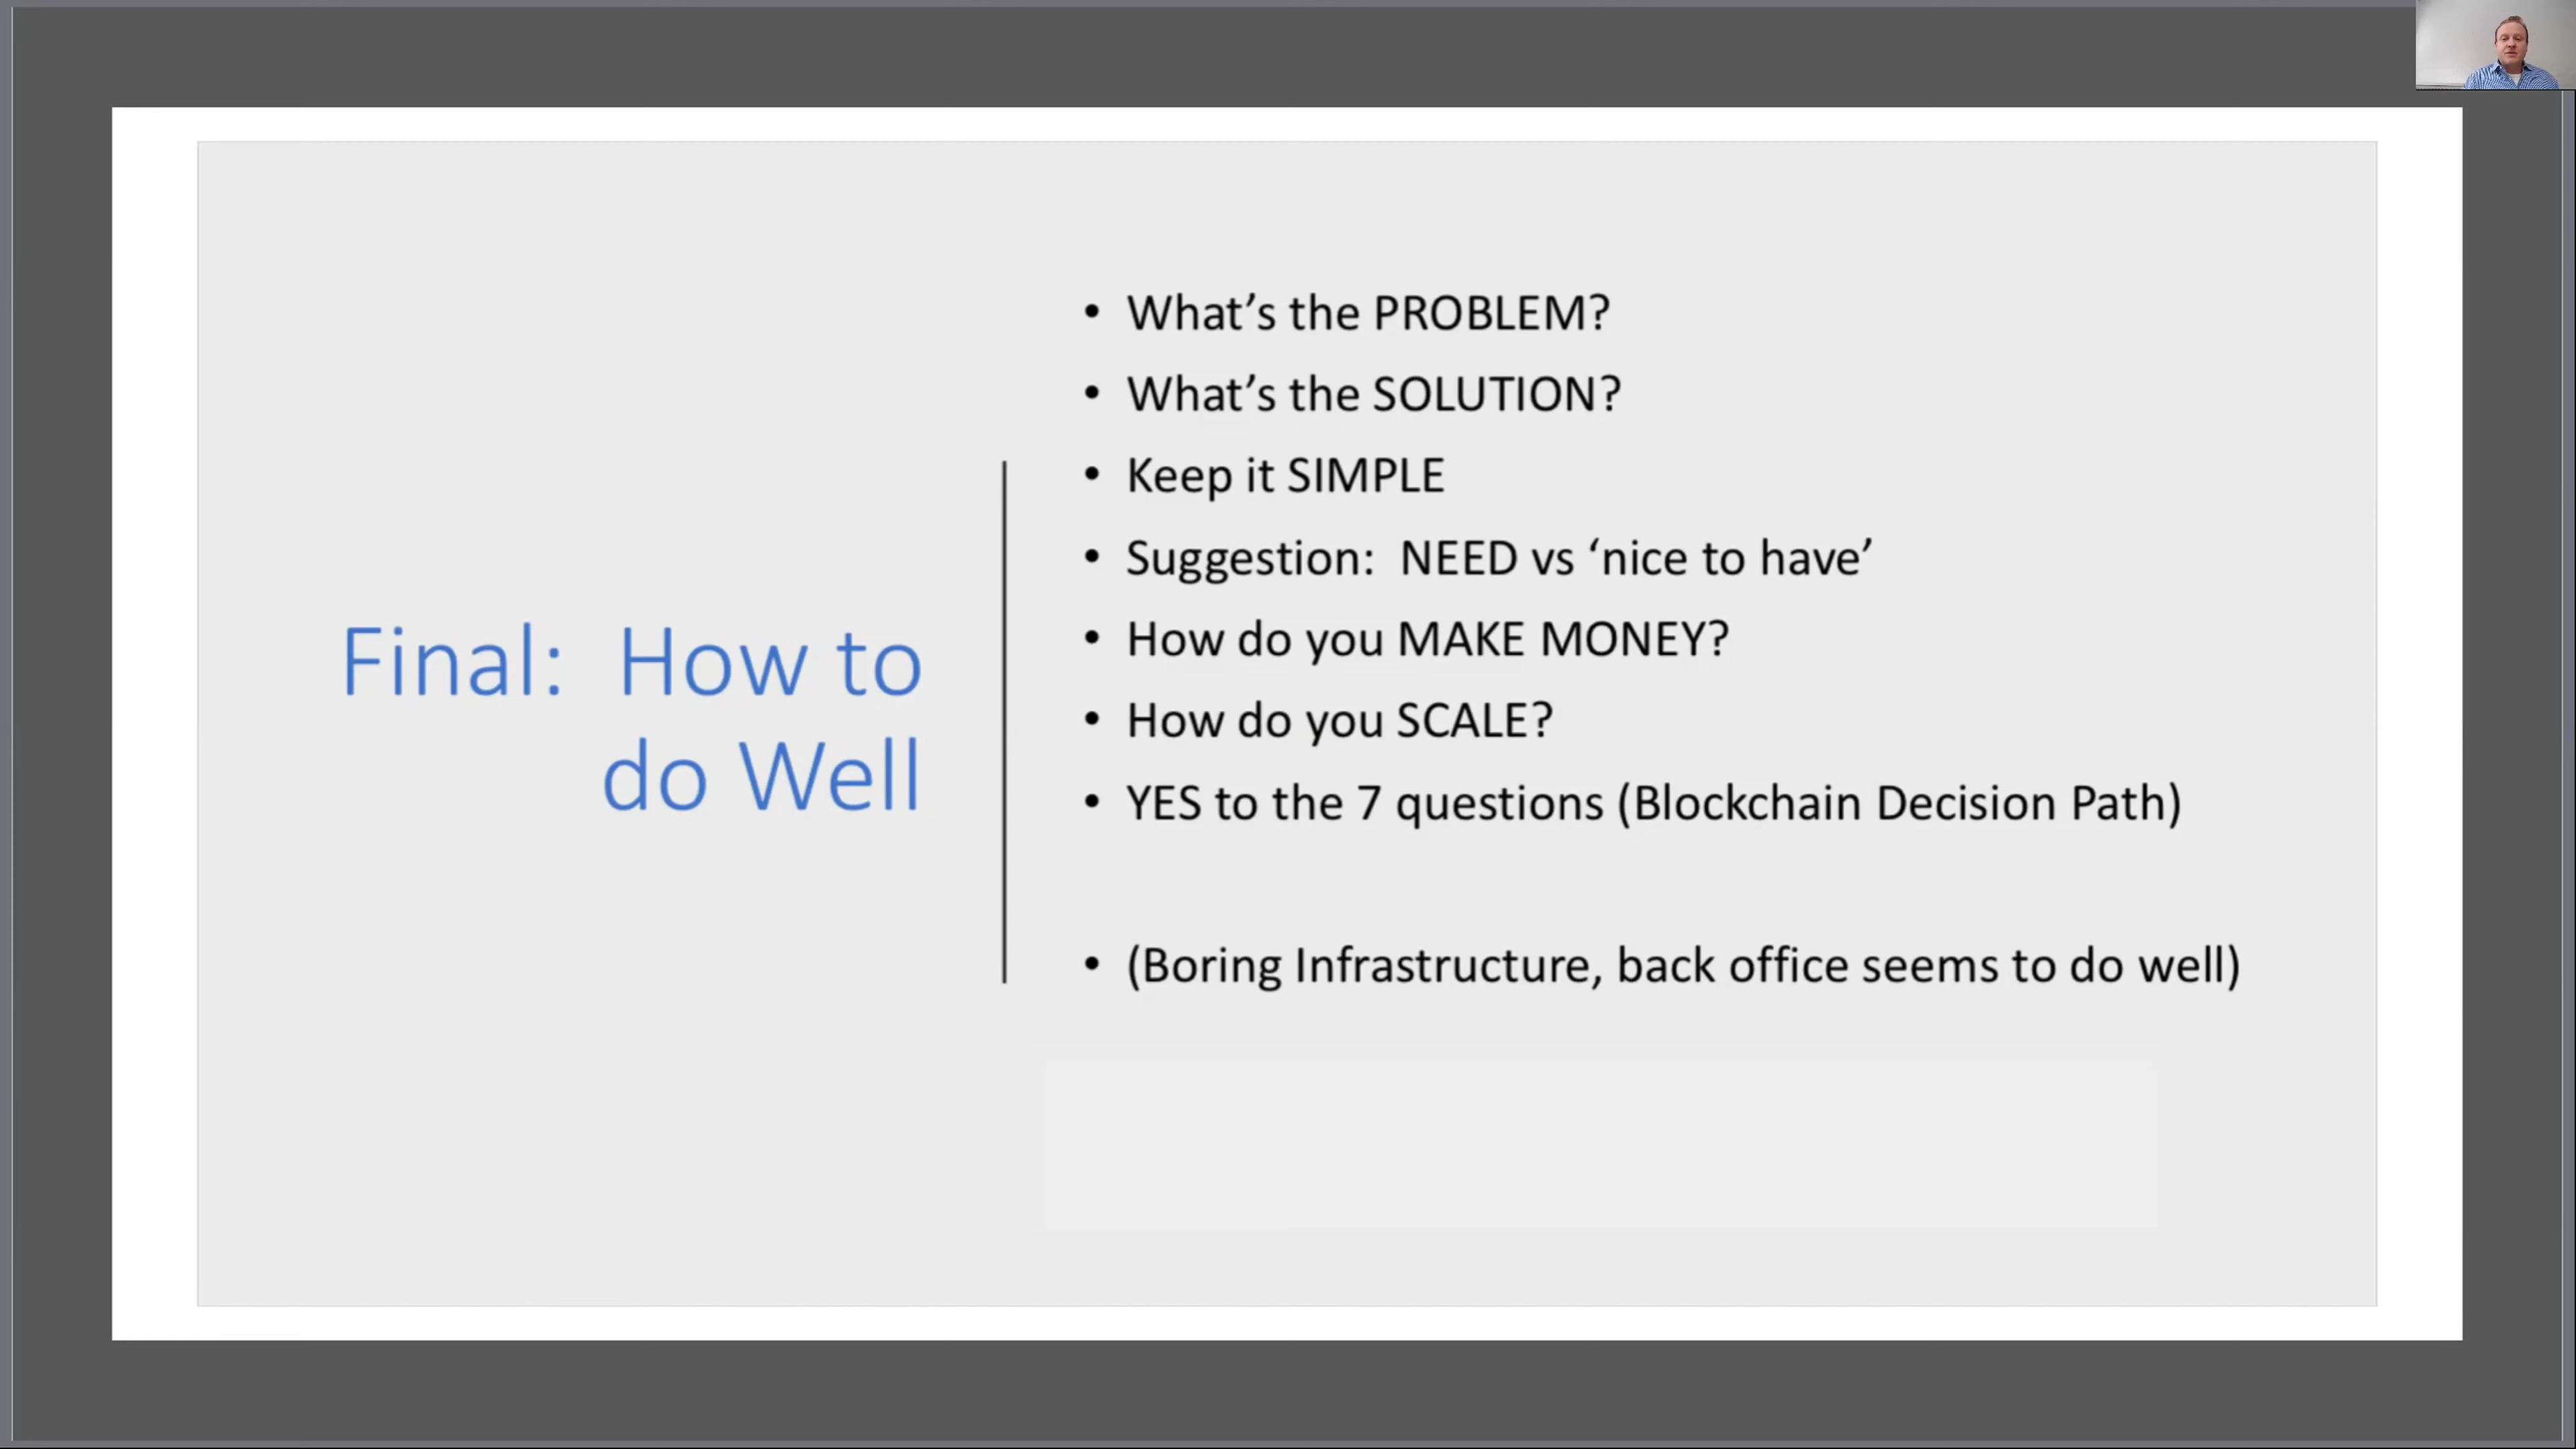 Final:  How to
do Well
• What’s the PROBLEM?
• What’s the SOLUTION?
• Keep it SIMPLE
• Suggestion:  NEED vs ‘nice to have’
• How do you MAKE MONEY?
• How do you SCALE?
• YES to the 7 questions (Blockchain Decision Path)
• (Boring Infrastructure, back office seems to do well)